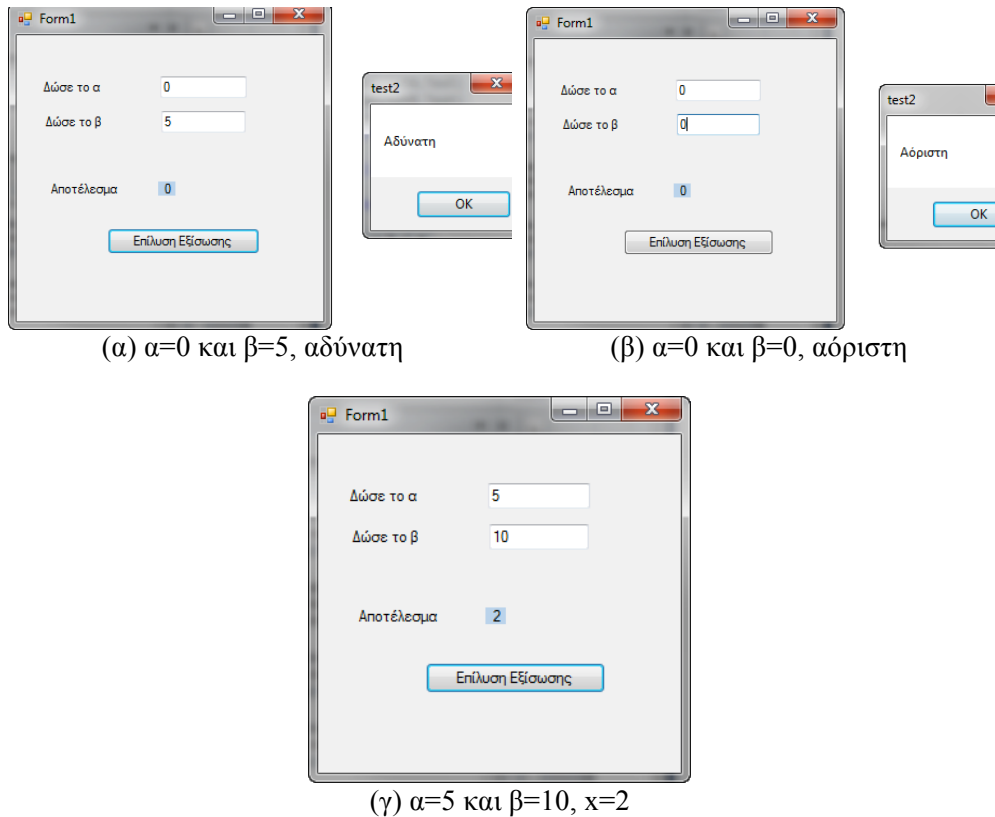 Form1
Δώσε το α 0
Δώσε το β 5
Αποτέλεσμα 0
Επίλυση Εξίσωσης
test2
Αδύνατη
OK
(α) α=0 και β=5, αδύνατη
Form1
Δώσε το α 0
Δώσε το β 0
Αποτέλεσμα 0
Επίλυση Εξίσωσης
test2
Αόριστη
OK
(β) α=0 και β=0, αόριστη
Form1
Δώσε το α 5
Δώσε το β 10
Αποτέλεσμα 2
Επίλυση Εξίσωσης
(γ) α=5 και β=10, x=2